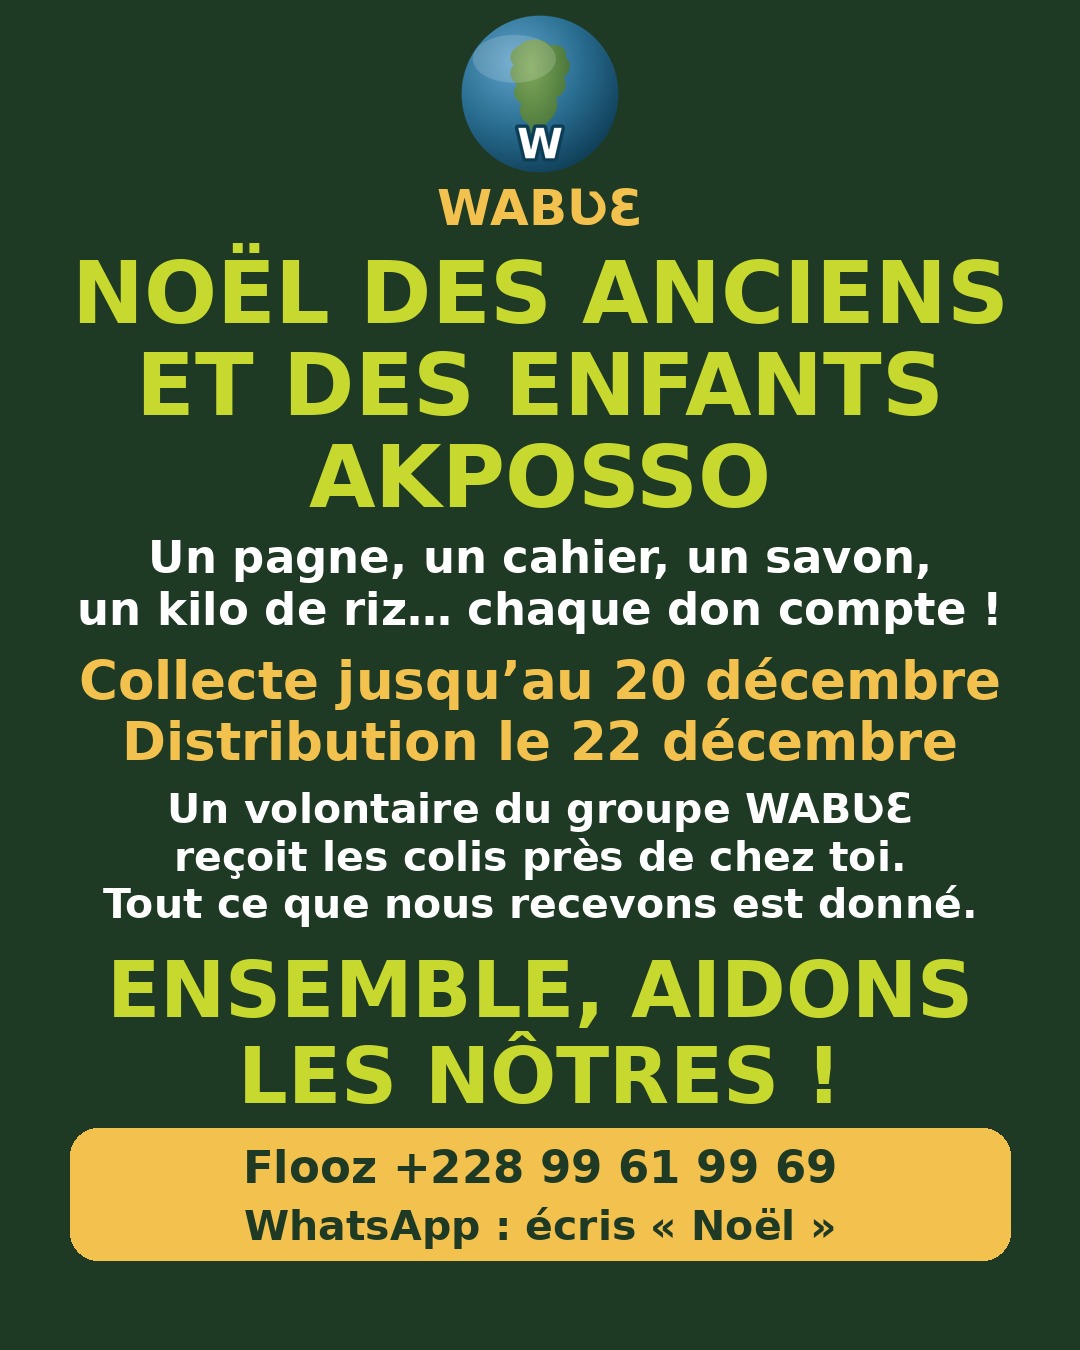 W
WABƲƐ
NOËL DES ANCIENS
ET DES ENFANTS
AKPOSSO
Un pagne, un cahier, un savon,
un kilo de riz… chaque don compte !
Collecte jusqu’au 20 décembre
Distribution le 22 décembre
Un volontaire du groupe WABƲƐ
reçoit les colis près de chez toi.
Tout ce que nous recevons est donné.
ENSEMBLE, AIDONS
LES NÔTRES !
Flooz +228 99 61 99 69
WhatsApp : écris « Noël »